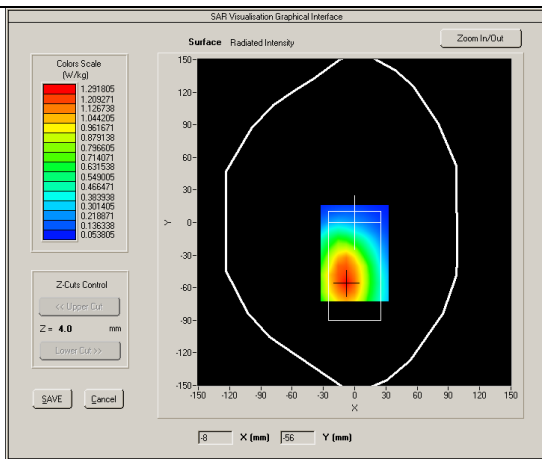 SAR Visualisation Graphical Interface
Surface Radiated Intensity
Zoom In/Out
Colors Scale
(W/kg)
1.291805
1.209271
1.126738
1.044205
0.961671
0.879138
0.796605
0.714071
0.631538
0.549005
0.466471
0.383938
0.301405
0.218871
0.136338
0.053805
Z-Cuts Control
<< Upper Cut
Z = 4.0 mm
Lower Cut >>
SAVE Cancel
150
120
90
60
30
0
-30
-60
-90
-120
-150
Y
-150 -120 -90 -60 -30 0 30 60 90 120 150
X
-8 X (mm) -56 Y (mm)